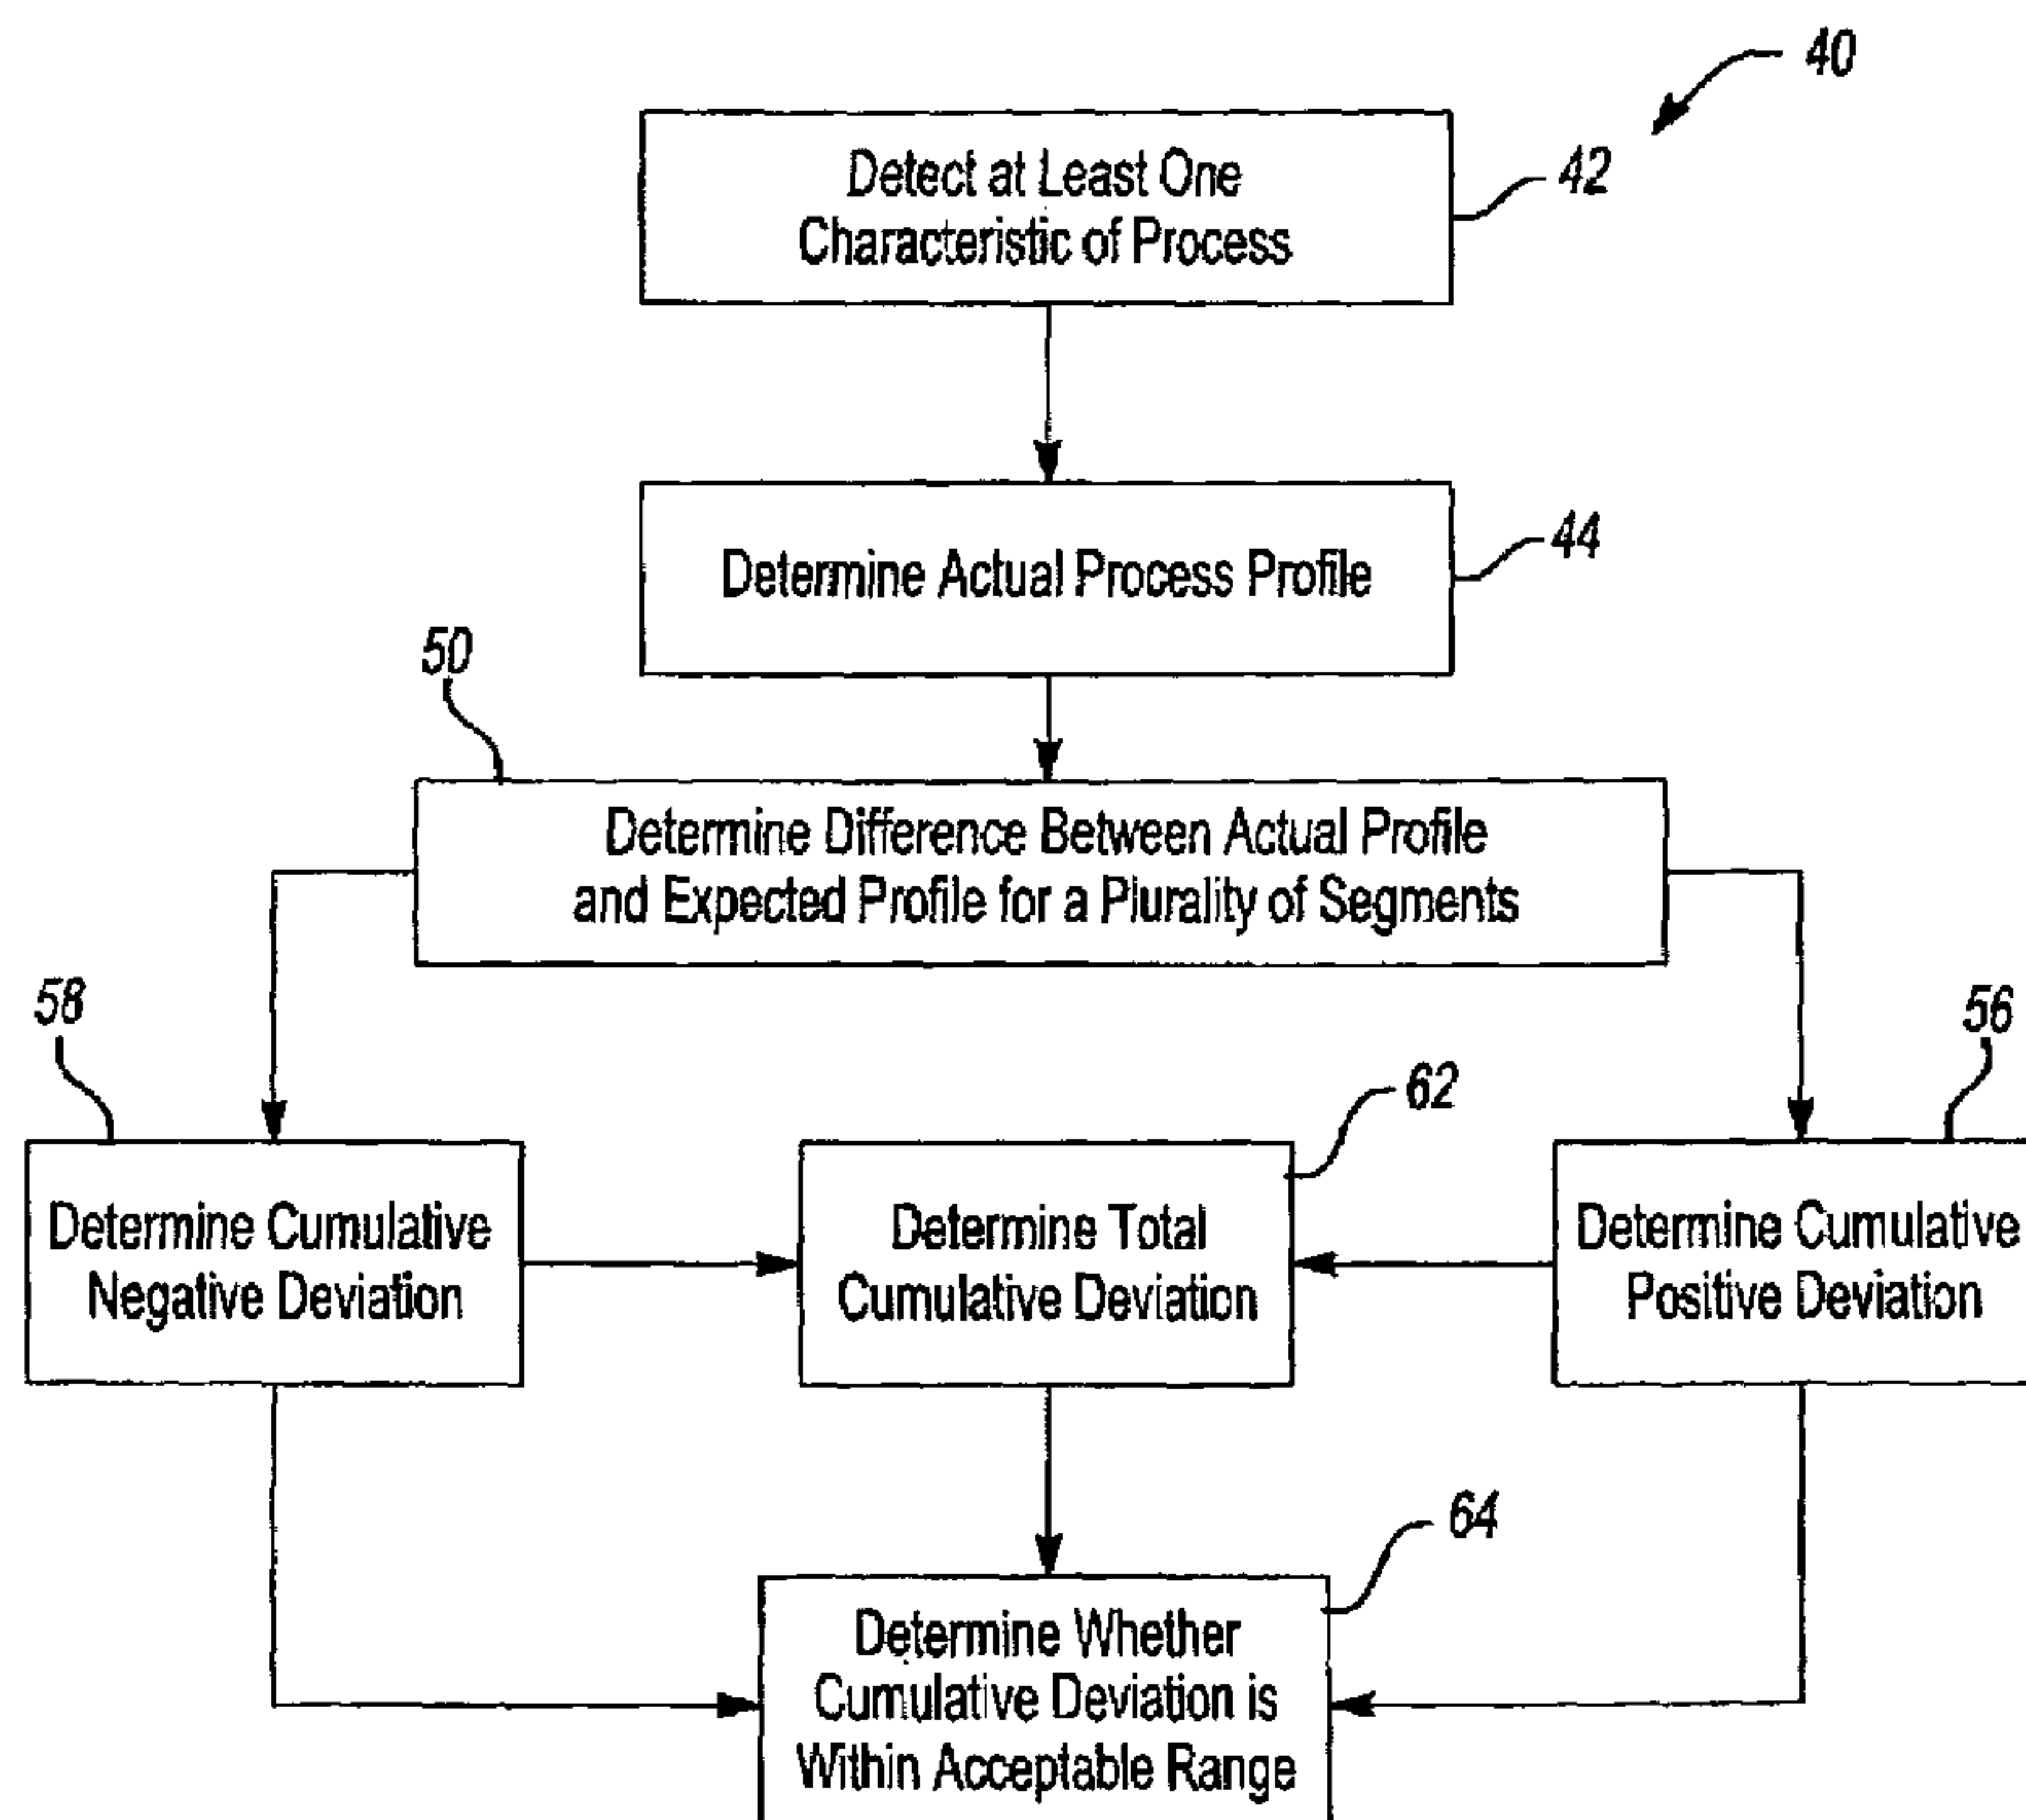 40
Detect at Least One
Characteristic of Process
42
Determine Actual Process Profile
44
50
Determine Difference Between Actual Profile
and Expected Profile for a Plurality of Segments
58
56
62
Determine Cumulative
Negative Deviation
Determine Total
Cumulative Deviation
Determine Cumulative
Positive Deviation
64
Determine Whether
Cumulative Deviation is
Within Acceptable Range